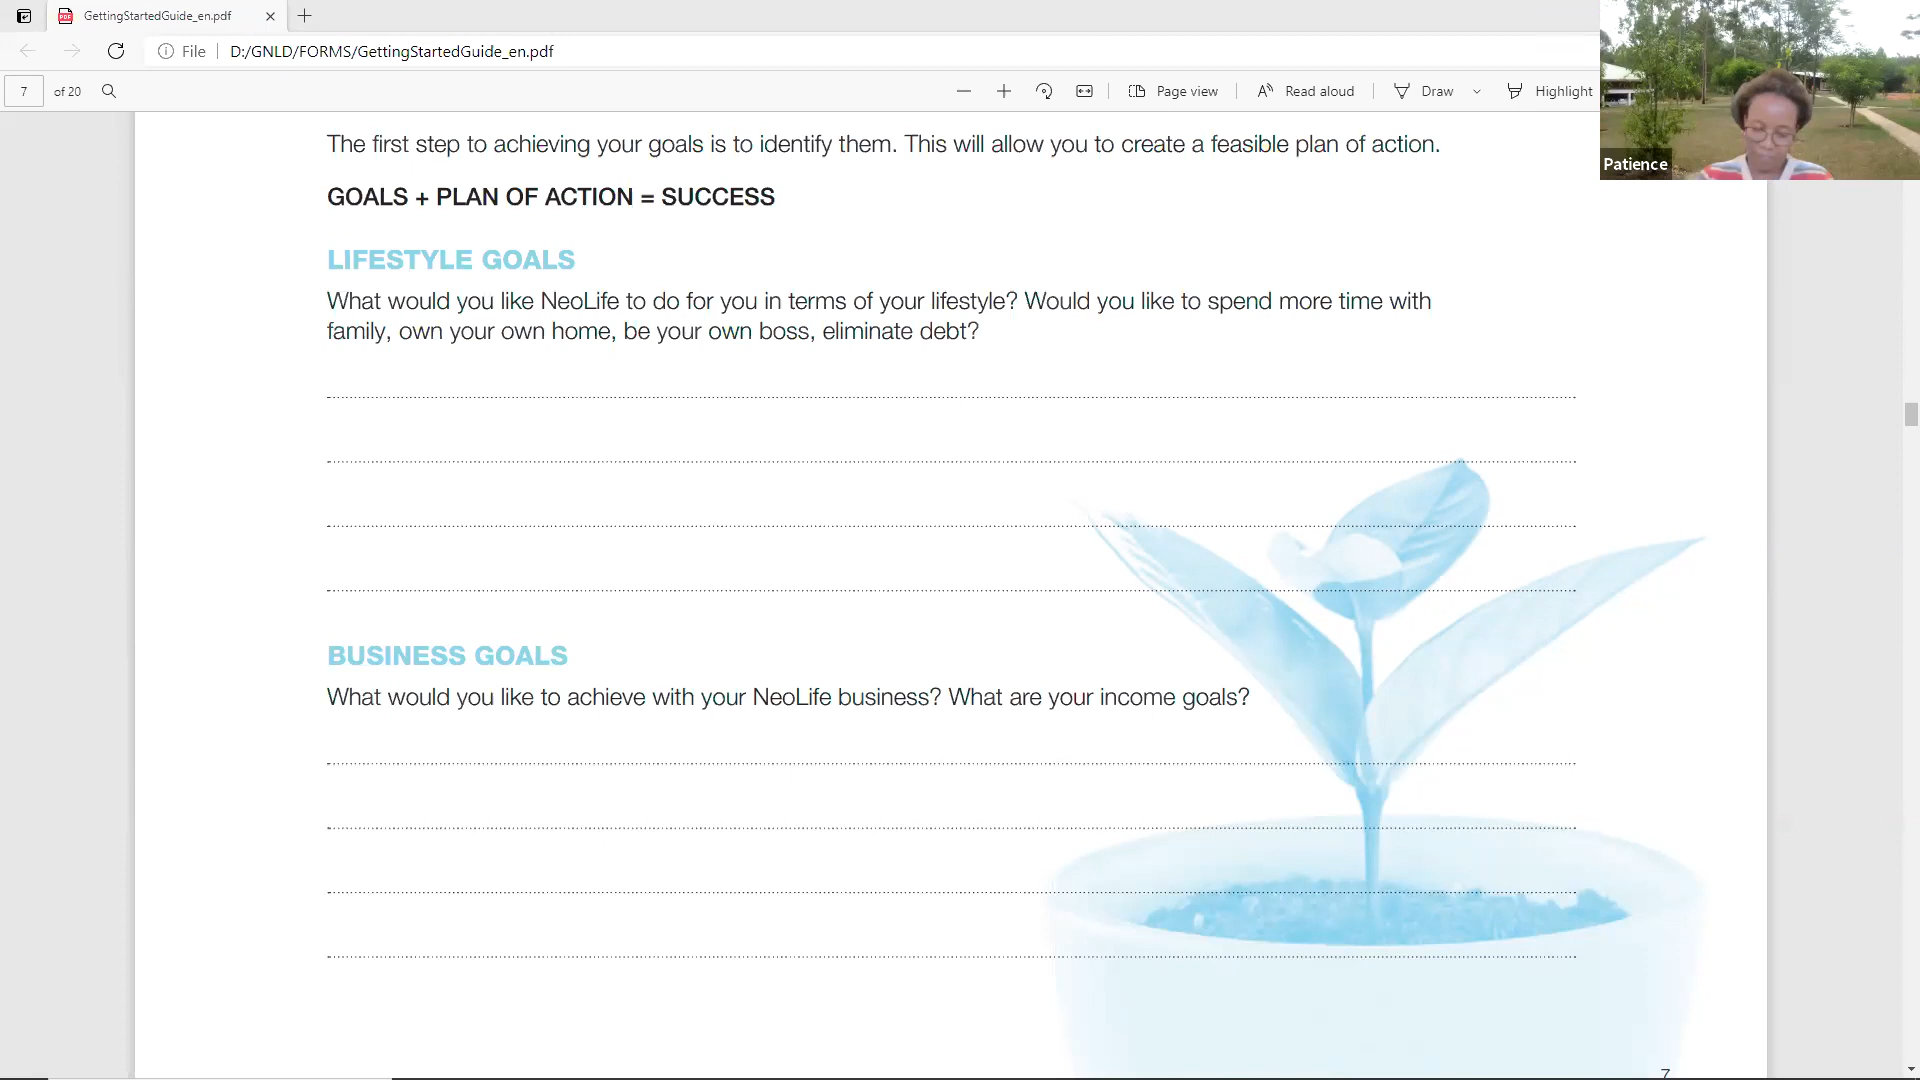 GettingStartedGuide_en.pdf
File
D:/GNLD/FORMS/GettingStartedGuide_en.pdf
7 of 20
Page view
Read aloud
Draw
Highlight
Patience
The first step to achieving your goals is to identify them. This will allow you to create a feasible plan of action.
GOALS + PLAN OF ACTION = SUCCESS
LIFESTYLE GOALS
What would you like NeoLife to do for you in terms of your lifestyle? Would you like to spend more time with
family, own your own home, be your own boss, eliminate debt?
BUSINESS GOALS
What would you like to achieve with your NeoLife business? What are your income goals?
7